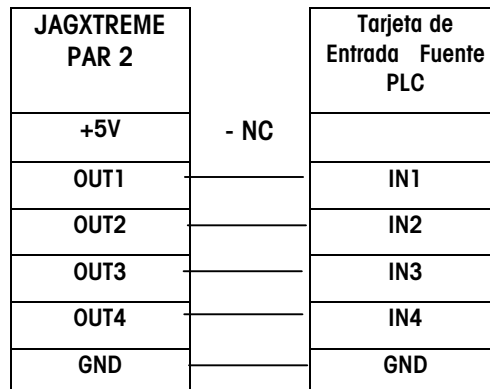 JAGXTREME
PAR 2
Tarjeta de
Entrada Fuente
PLC
+5V - NC
OUT1 IN1
OUT2 IN2
OUT3 IN3
OUT4 IN4
GND GND